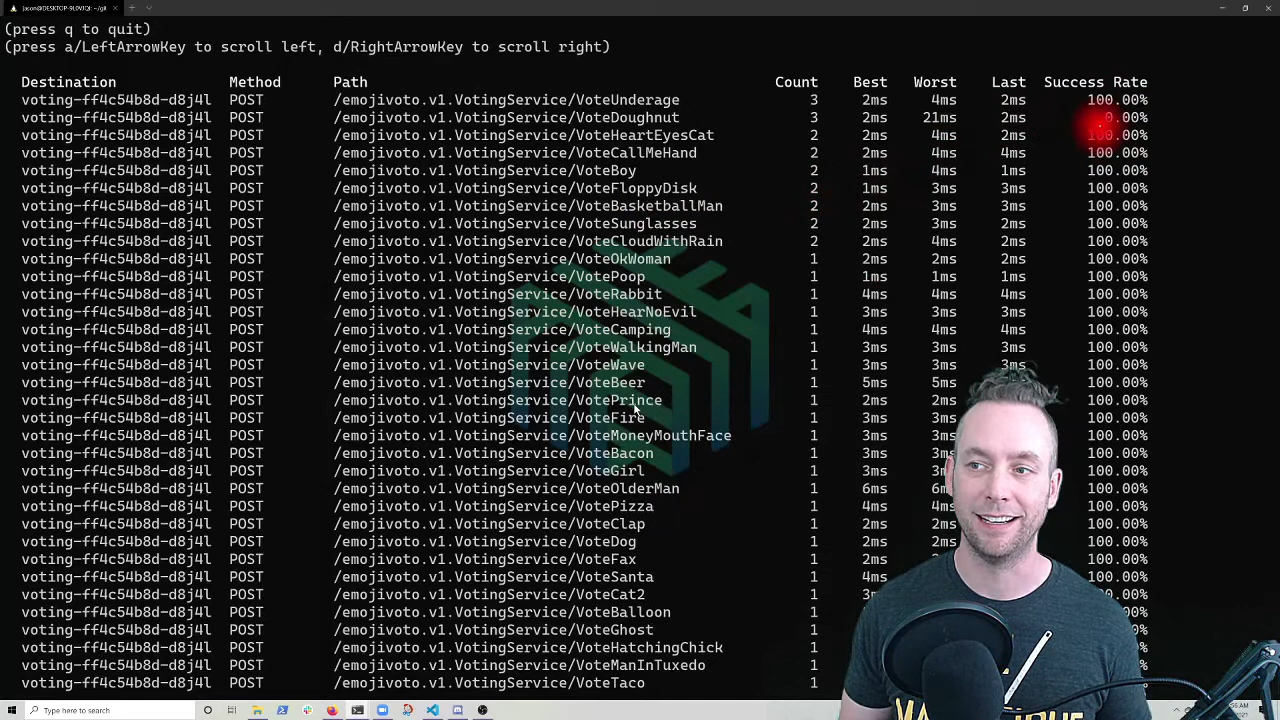 jason@DESKTOP-9L0VJQI: ~/git
(press q to quit)
(press a/LeftArrowKey to scroll left, d/RightArrowKey to scroll right)
Destination Method Path Count Best Worst Last Success Rate
voting-ff4c54b8d-d8j4l POST /emojivoto.v1.VotingService/VoteUnderage 3 2ms 4ms 2ms 100.00%
voting-ff4c54b8d-d8j4l POST /emojivoto.v1.VotingService/VoteDoughnut 3 2ms 21ms 2ms 0.00%
voting-ff4c54b8d-d8j4l POST /emojivoto.v1.VotingService/VoteHeartEyesCat 2 2ms 4ms 2ms 100.00%
voting-ff4c54b8d-d8j4l POST /emojivoto.v1.VotingService/VoteCallMeHand 2 2ms 4ms 4ms 100.00%
voting-ff4c54b8d-d8j4l POST /emojivoto.v1.VotingService/VoteBoy 2 1ms 4ms 1ms 100.00%
voting-ff4c54b8d-d8j4l POST /emojivoto.v1.VotingService/VoteFloppyDisk 2 1ms 3ms 3ms 100.00%
voting-ff4c54b8d-d8j4l POST /emojivoto.v1.VotingService/VoteBasketballMan 2 2ms 3ms 3ms 100.00%
voting-ff4c54b8d-d8j4l POST /emojivoto.v1.VotingService/VoteSunglasses 2 2ms 3ms 2ms 100.00%
voting-ff4c54b8d-d8j4l POST /emojivoto.v1.VotingService/VoteCloudWithRain 2 2ms 4ms 2ms 100.00%
voting-ff4c54b8d-d8j4l POST /emojivoto.v1.VotingService/VoteOkWoman 1 2ms 2ms 2ms 100.00%
voting-ff4c54b8d-d8j4l POST /emojivoto.v1.VotingService/VotePoop 1 1ms 1ms 1ms 100.00%
voting-ff4c54b8d-d8j4l POST /emojivoto.v1.VotingService/VoteRabbit 1 4ms 4ms 4ms 100.00%
voting-ff4c54b8d-d8j4l POST /emojivoto.v1.VotingService/VoteHearNoEvil 1 3ms 3ms 3ms 100.00%
voting-ff4c54b8d-d8j4l POST /emojivoto.v1.VotingService/VoteCamping 1 4ms 4ms 4ms 100.00%
voting-ff4c54b8d-d8j4l POST /emojivoto.v1.VotingService/VoteWalkingMan 1 3ms 3ms 3ms 100.00%
voting-ff4c54b8d-d8j4l POST /emojivoto.v1.VotingService/VoteWave 1 3ms 3ms 3ms 100.00%
voting-ff4c54b8d-d8j4l POST /emojivoto.v1.VotingService/VoteBeer 1 5ms 5ms 100.00%
voting-ff4c54b8d-d8j4l POST /emojivoto.v1.VotingService/VotePrince 1 2ms 2ms 100.00%
voting-ff4c54b8d-d8j4l POST /emojivoto.v1.VotingService/VoteFire 1 3ms 3ms 100.00%
voting-ff4c54b8d-d8j4l POST /emojivoto.v1.VotingService/VoteMoneyMouthFace 1 3ms 3ms 100.00%
voting-ff4c54b8d-d8j4l POST /emojivoto.v1.VotingService/VoteBacon 1 3ms 100.00%
voting-ff4c54b8d-d8j4l POST /emojivoto.v1.VotingService/VoteGirl 1 3ms 100.00%
voting-ff4c54b8d-d8j4l POST /emojivoto.v1.VotingService/VoteOlderMan 1 6ms 100.00%
voting-ff4c54b8d-d8j4l POST /emojivoto.v1.VotingService/VotePizza 1 4ms 100.00%
voting-ff4c54b8d-d8j4l POST /emojivoto.v1.VotingService/VoteClap 1 2ms 100.00%
voting-ff4c54b8d-d8j4l POST /emojivoto.v1.VotingService/VoteDog 1 2ms 100.00%
voting-ff4c54b8d-d8j4l POST /emojivoto.v1.VotingService/VoteFax 1 2ms 100.00%
voting-ff4c54b8d-d8j4l POST /emojivoto.v1.VotingService/VoteSanta 1 4ms 100.00%
voting-ff4c54b8d-d8j4l POST /emojivoto.v1.VotingService/VoteCat2 1 100.00%
voting-ff4c54b8d-d8j4l POST /emojivoto.v1.VotingService/VoteBalloon 1
voting-ff4c54b8d-d8j4l POST /emojivoto.v1.VotingService/VoteGhost 1
voting-ff4c54b8d-d8j4l POST /emojivoto.v1.VotingService/VoteHatchingChick 1
voting-ff4c54b8d-d8j4l POST /emojivoto.v1.VotingService/VoteManInTuxedo 1
voting-ff4c54b8d-d8j4l POST /emojivoto.v1.VotingService/VoteTaco 1
Type here to search